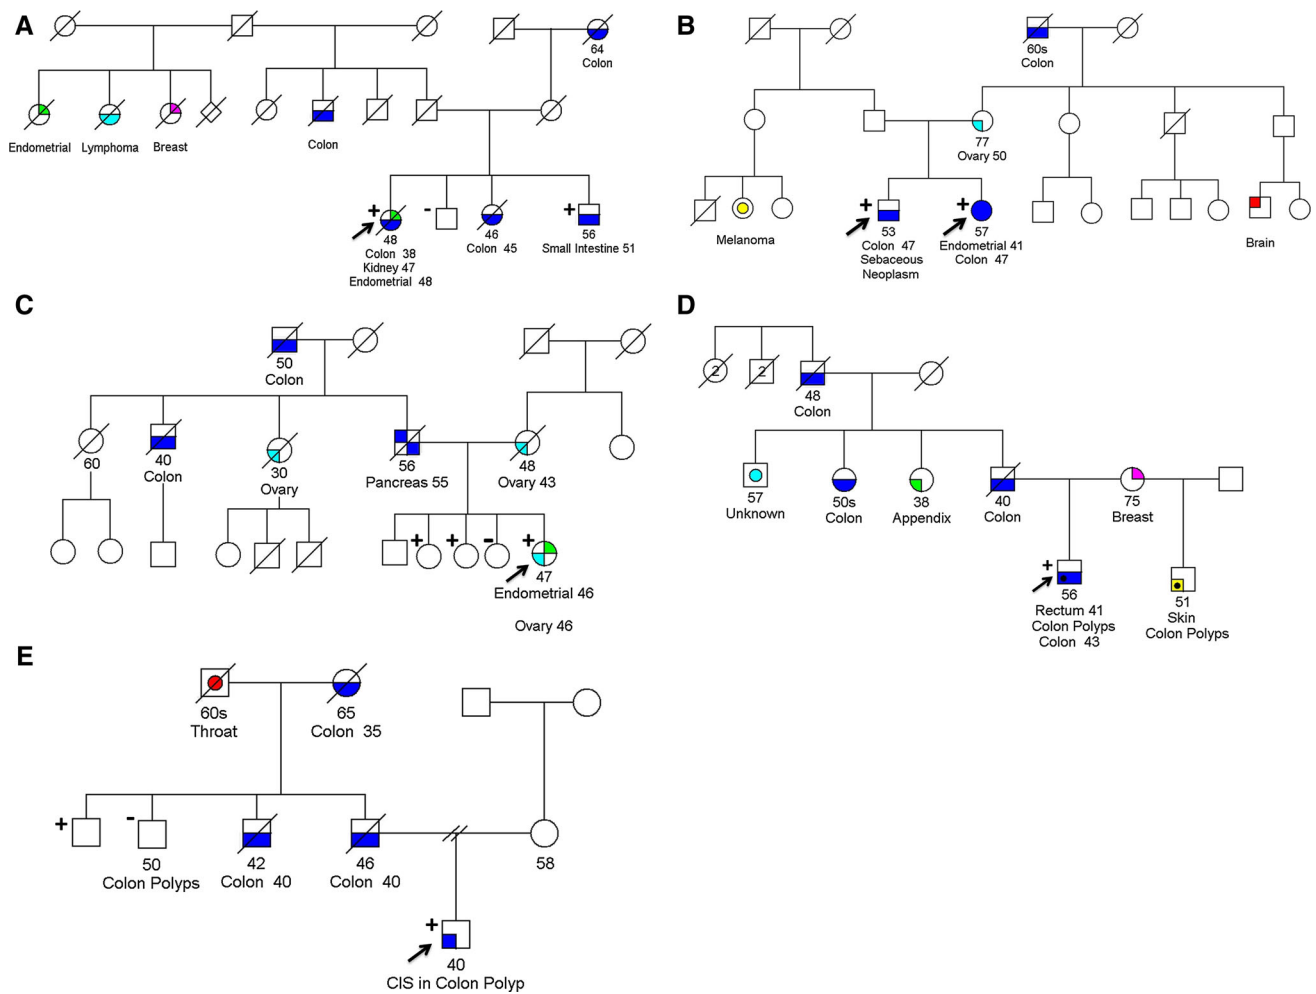 A
64
Colon
Endometrial
Lymphoma
Breast
Colon
+
-
+
48
Colon 38
Kidney 47
Endometrial 48
46
Colon 45
56
Small Intestine 51
B
60s
Colon
77
Ovary 50
Melanoma
+
+
53
Colon 47
Sebaceous
Neoplasm
57
Endometrial 41
Colon 47
Brain
C
50
Colon
60
40
Colon
30
Ovary
56
Pancreas 55
48
Ovary 43
+
+
-
+
47
Endometrial 46
Ovary 46
D
2
2
48
Colon
57
Unknown
50s
Colon
38
Appendix
40
Colon
75
Breast
+
56
Rectum 41
Colon Polyps
Colon 43
51
Skin
Colon Polyps
E
60s
Throat
65
Colon 35
+
-
50
Colon Polyps
42
Colon 40
46
Colon 40
58
+
40
CIS in Colon Polyp